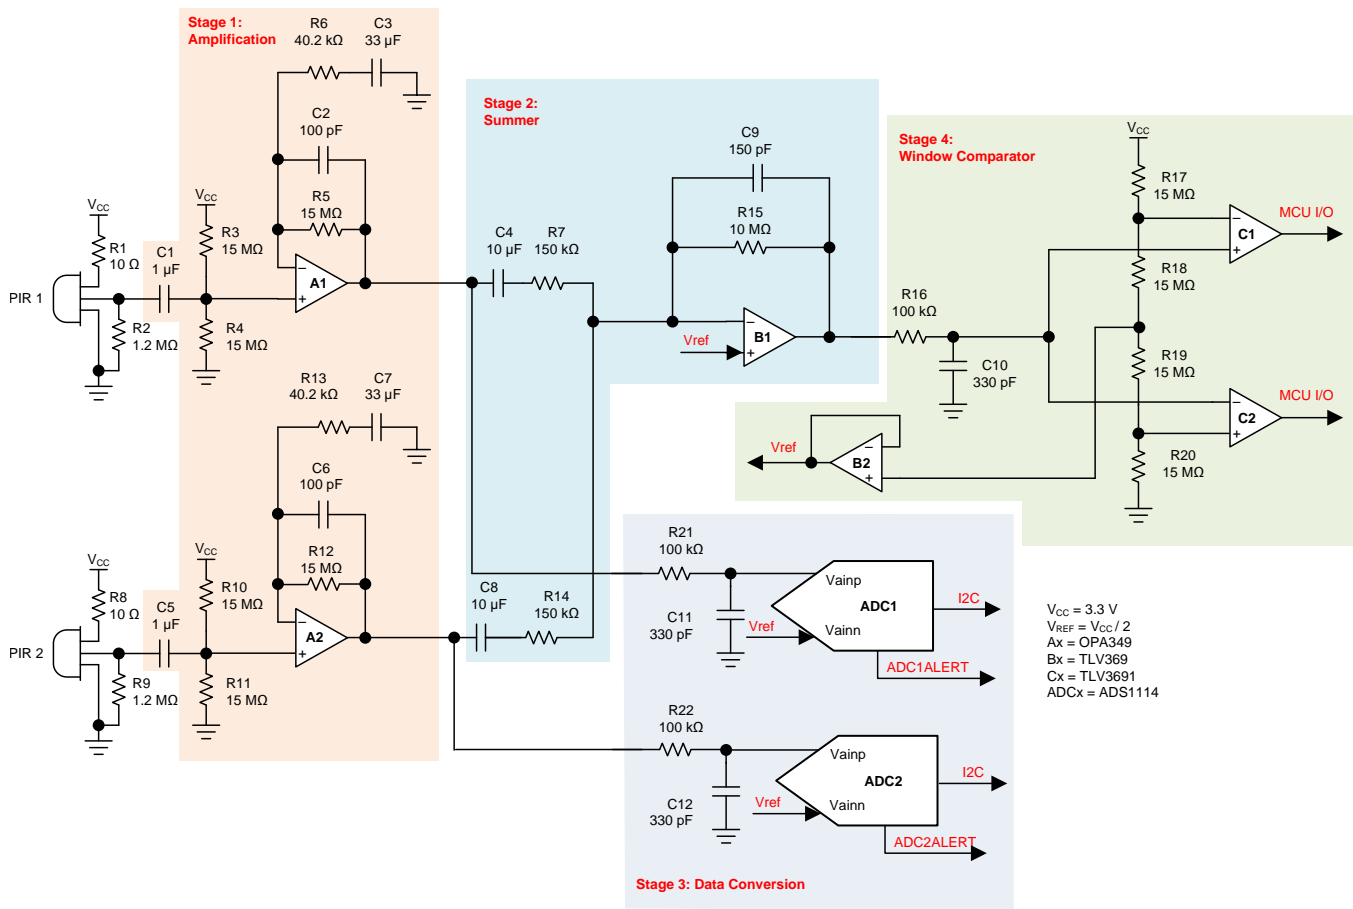 Stage 1:
Amplification
R6
40.2 kΩ
C3
33 µF
C2
100 pF
R5
15 MΩ
VCC
R3
15 MΩ
VCC
R1
10 Ω
C1
1 µF
A1
PIR 1
R2
1.2 MΩ
R4
15 MΩ
R13
40.2 kΩ
C7
33 µF
C6
100 pF
R12
15 MΩ
VCC
R10
15 MΩ
VCC
R8
10 Ω
C5
1 µF
A2
PIR 2
R9
1.2 MΩ
R11
15 MΩ
Stage 2:
Summer
C9
150 pF
R15
10 MΩ
C4
10 µF
R7
150 kΩ
Vref
B1
C8
10 µF
R14
150 kΩ
Stage 4:
Window Comparator
VCC
R17
15 MΩ
MCU I/O
C1
R18
15 MΩ
R16
100 kΩ
C10
330 pF
R19
15 MΩ
MCU I/O
C2
Vref
B2
R20
15 MΩ
R21
100 kΩ
Vainp
ADC1
I2C
C11
330 pF
Vref
Vainn
ADC1ALERT
R22
100 kΩ
Vainp
ADC2
I2C
C12
330 pF
Vref
Vainn
ADC2ALERT
Stage 3: Data Conversion
VCC = 3.3 V
VREF = VCC / 2
Ax = OPA349
Bx = TLV369
Cx = TLV3691
ADCx = ADS1114